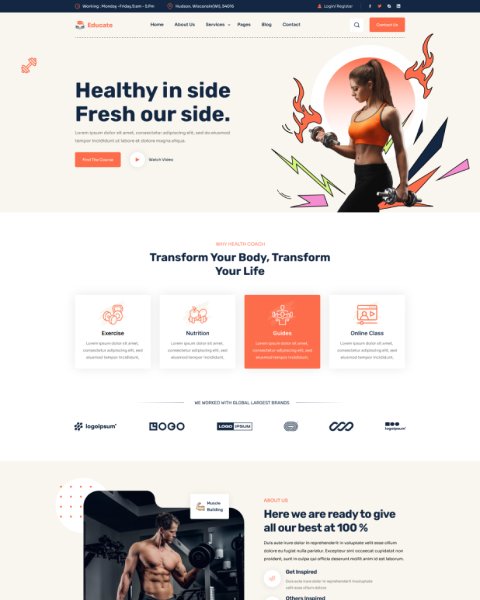 Working : Monday -Friday, 9 am - 5 PM
Hudson, Wisconsin(WI), 54016
Login/ Register
Educate
Home Services Pages Blog Contact
About Us
Contact Us
Healthy in side
Fresh our side.
Lorem ipsum dolor sit amet, consectetur adipiscing elit, sed do eiusmod
tempor incididunt ut labore et dolore magna aliqua.
Find The Course
Watch Video
WHY HEALTH COACH
Transform Your Body, Transform
Your Life
Exercise
Lorem ipsum dolor sit amet,
consectetur adipiscing elit, sed
do eiusmod tempor incididunt.
Nutrition
Lorem ipsum dolor sit amet,
consectetur adipiscing elit, sed
do eiusmod tempor incididunt.
Guides
Lorem ipsum dolor sit amet,
consectetur adipiscing elit, sed
do eiusmod tempor incididunt.
Online Class
Lorem ipsum dolor sit amet,
consectetur adipiscing elit, sed
do eiusmod tempor incididunt.
WE WORKED WITH GLOBAL LARGEST BRANDS
logoipsum
LOGO
LOGO IPSUM
logoipsum
Muscle
Building
ABOUT US
Here we are ready to give
all our best at 100 %
Duis aute irure dolor in reprehenderit in voluptate velit esse cillum
dolore eu fugiat nulla pariatur. Excepteur sint occaecat cupidatat non
proident, sunt in culpa qui officia deserunt mollit anim id est laborum.
Get Inspired
Duis aute irure dolor in reprehenderit in voluptate
velit esse cillum dolore
Others Inspired